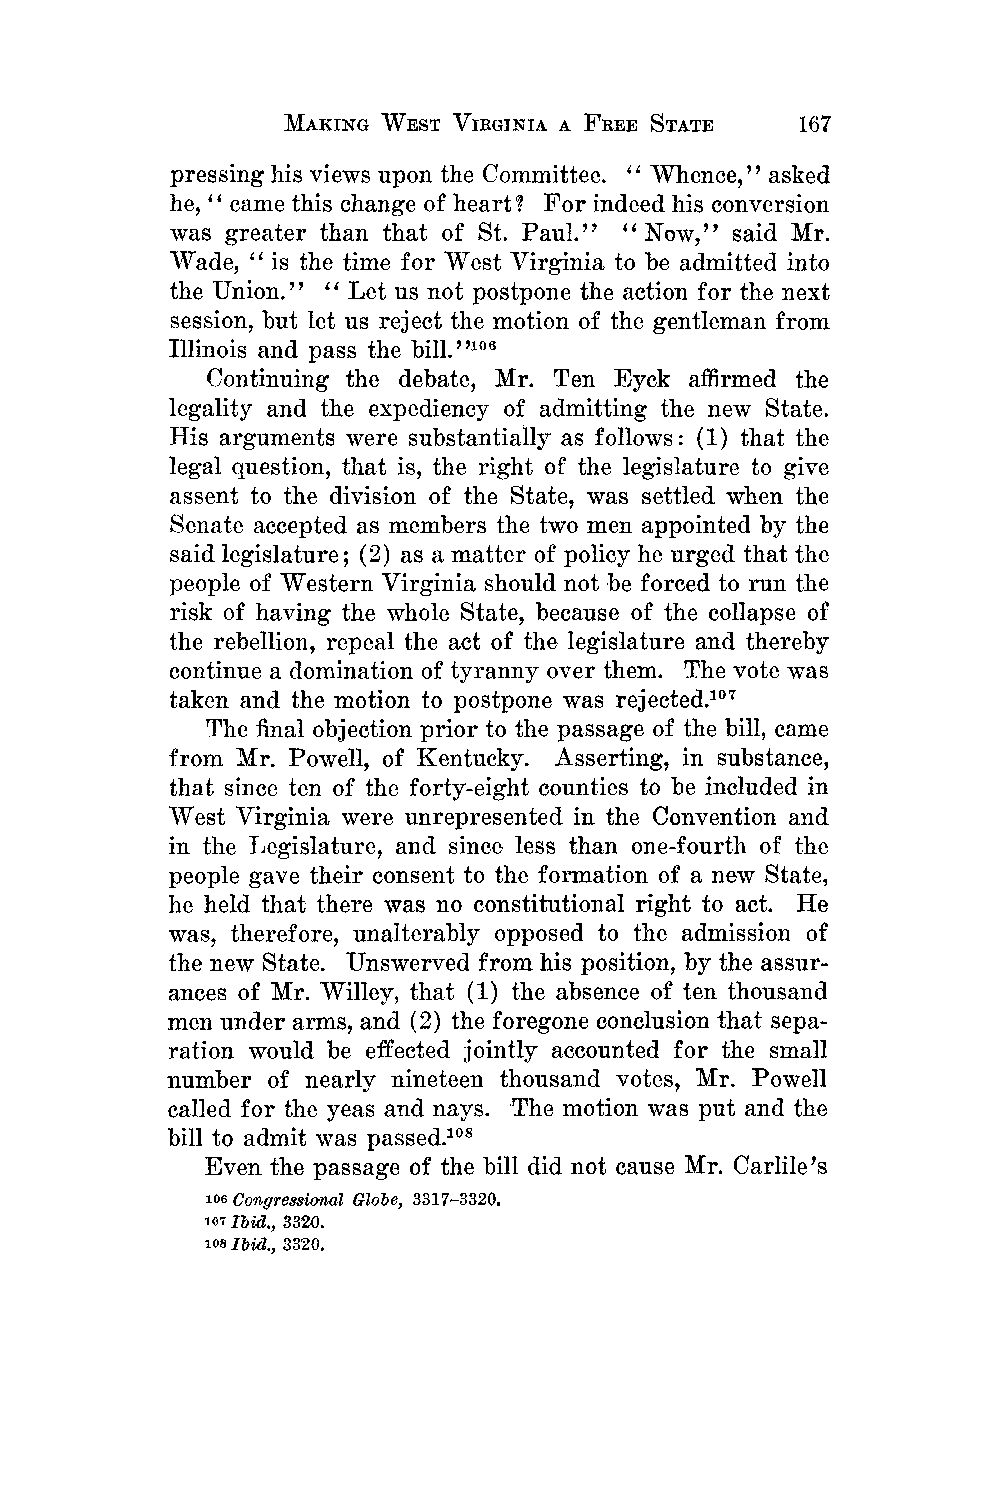 MAKING WEST VIRGINIA A FREE STATE 167
pressing his views upon the Committee. “ Whence,” asked
he, “ came this change of heart? For indeed his conversion
was greater than that of St. Paul.” “ Now,” said Mr.
Wade, “ is the time for West Virginia to be admitted into
the Union.” “ Let us not postpone the action for the next
session, but let us reject the motion of the gentleman from
Illinois and pass the bill.”¹⁰⁶
Continuing the debate, Mr. Ten Eyck affirmed the
legality and the expediency of admitting the new State.
His arguments were substantially as follows: (1) that the
legal question, that is, the right of the legislature to give
assent to the division of the State, was settled when the
Senate accepted as members the two men appointed by the
said legislature; (2) as a matter of policy he urged that the
people of Western Virginia should not be forced to run the
risk of having the whole State, because of the collapse of
the rebellion, repeal the act of the legislature and thereby
continue a domination of tyranny over them. The vote was
taken and the motion to postpone was rejected.¹⁰⁷
The final objection prior to the passage of the bill, came
from Mr. Powell, of Kentucky. Asserting, in substance,
that since ten of the forty-eight counties to be included in
West Virginia were unrepresented in the Convention and
in the Legislature, and since less than one-fourth of the
people gave their consent to the formation of a new State,
he held that there was no constitutional right to act. He
was, therefore, unalterably opposed to the admission of
the new State. Unswerved from his position, by the assur-
ances of Mr. Willey, that (1) the absence of ten thousand
men under arms, and (2) the foregone conclusion that sepa-
ration would be effected jointly accounted for the small
number of nearly nineteen thousand votes, Mr. Powell
called for the yeas and nays. The motion was put and the
bill to admit was passed.¹⁰⁸
Even the passage of the bill did not cause Mr. Carlile’s
¹⁰⁶ Congressional Globe, 3317–3320.
¹⁰⁷ Ibid., 3320.
¹⁰⁸ Ibid., 3320.